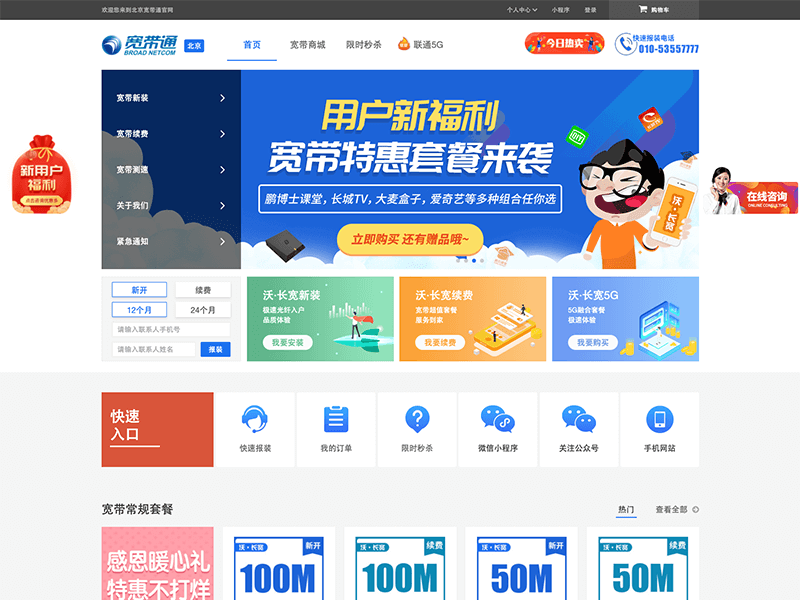 欢迎您来到北京宽带通官网
个人中心
小程序
登录
购物车
宽带通
BROAD NETCOM
北京
首页
宽带商城
限时秒杀
联通5G
今日热卖
快速报装电话
010-53557777
宽带新装
宽带续费
宽带测速
关于我们
紧急通知
用户新福利
宽带特惠套餐来袭
鹏博士课堂，长城TV，大麦盒子，爱奇艺等多种组合任你选
立即购买 还有赠品哦~
沃·长宽
新用户
福利
在线咨询
ONLINE CONSULTING
新开
续费
12个月
24个月
请输入联系人手机号
请输入联系人姓名
报装
沃·长宽新装
极速光纤入户
品质体验
我要安装
沃·长宽续费
宽带超值套餐
服务到家
我要续费
沃·长宽5G
5G融合套餐
极速体验
我要购买
快速
入口
快速报装
我的订单
限时秒杀
微信小程序
关注公众号
手机网站
宽带常规套餐
热门
查看全部
感恩暖心礼
特惠不打烊
沃·长宽
新开
100M
沃·长宽
续费
100M
沃·长宽
新开
50M
沃·长宽
续费
50M